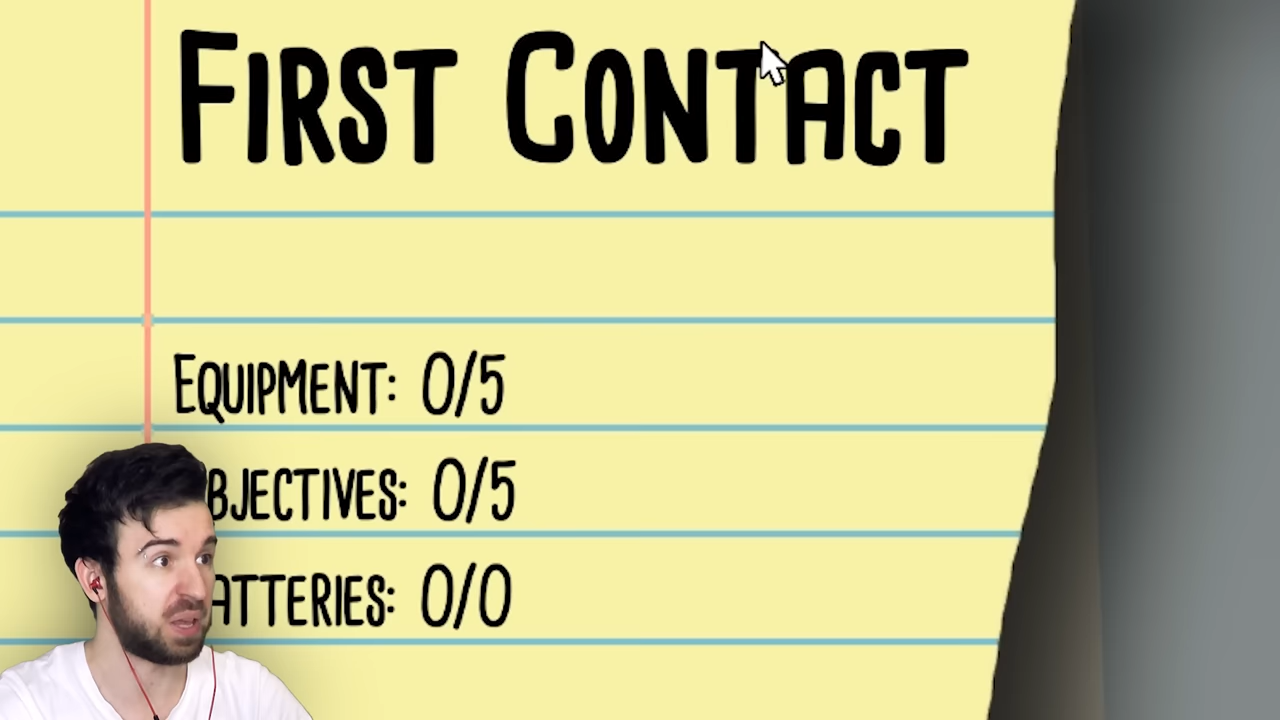 First Contact
Equipment: 0/5
bjectives: 0/5
atteries: 0/0